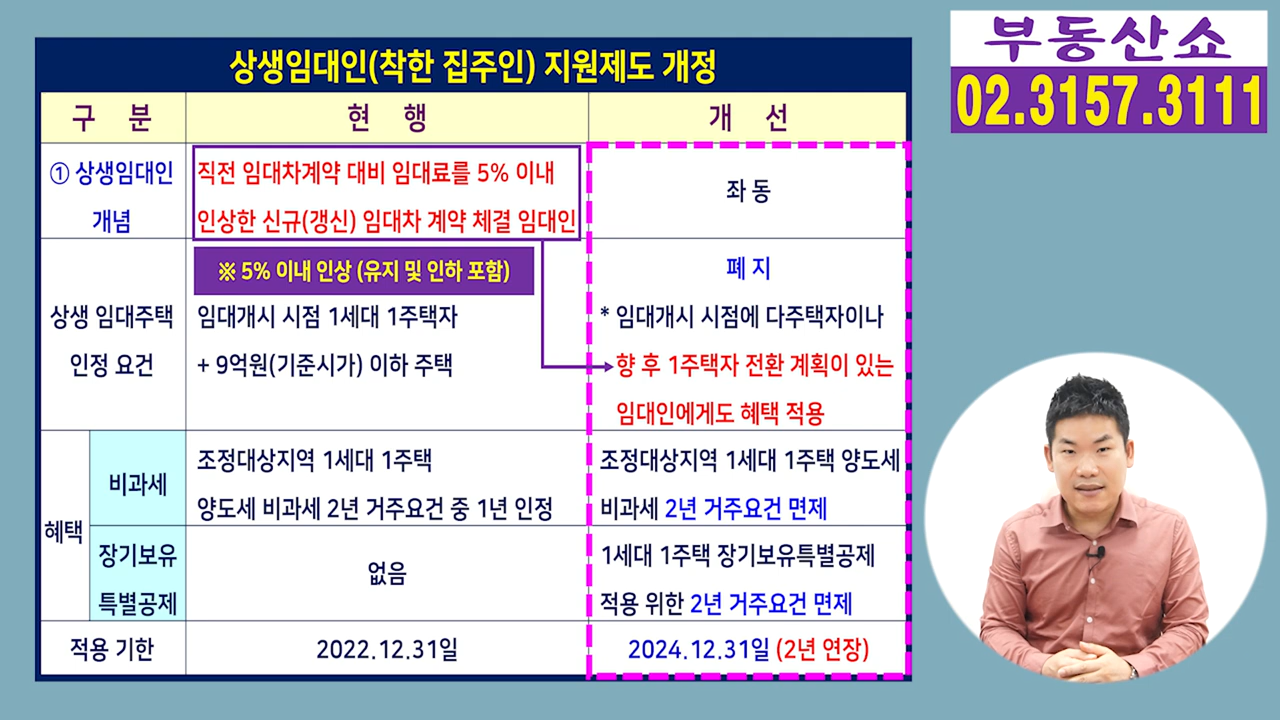 부동산쇼
02.3157.3111
상생임대인(착한 집주인) 지원제도 개정
구 분
현 행
개 선
① 상생임대인
개념
직전 임대차계약 대비 임대료를 5% 이내
인상한 신규(갱신) 임대차 계약 체결 임대인
좌 동
상생 임대주택
인정 요건
※ 5% 이내 인상 (유지 및 인하 포함)
임대개시 시점 1세대 1주택자
+ 9억원(기준시가) 이하 주택
폐 지
* 임대개시 시점에 다주택자이나
향 후 1주택자 전환 계획이 있는
임대인에게도 혜택 적용
혜택
비과세
조정대상지역 1세대 1주택
양도세 비과세 2년 거주요건 중 1년 인정
조정대상지역 1세대 1주택 양도세
비과세 2년 거주요건 면제
장기보유
특별공제
없음
1세대 1주택 장기보유특별공제
적용 위한 2년 거주요건 면제
적용 기한
2022.12.31일
2024.12.31일 (2년 연장)